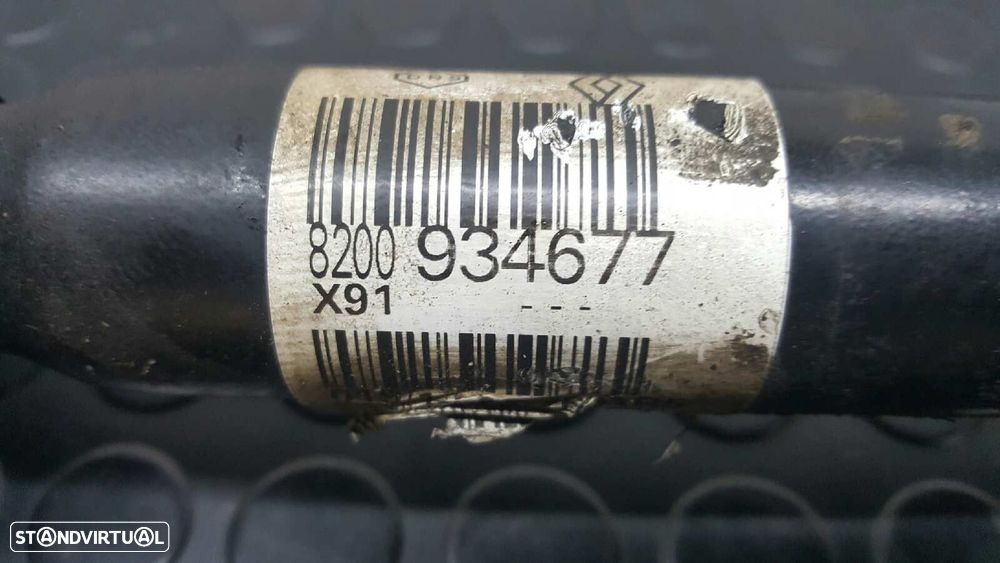 8200 934677
X91 ---
STANDVIRTUAL